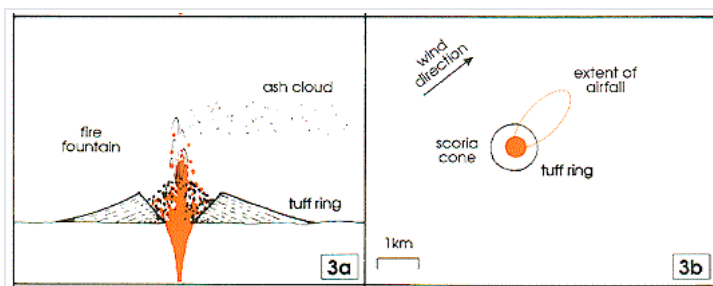 ash cloud
fire
fountain
tuff ring
3a
wind
direction
extent of
airfall
scoria
cone
tuff ring
1km
3b